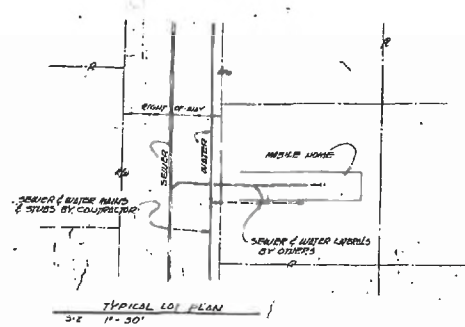 RIGHT OF WAY
SEWER
WATER
MOBILE HOME
SEWER & WATER MAINS
& STUBS BY CONTRACTOR
SEWER & WATER LATERALS
BY OTHERS
TYPICAL LOT PLAN
1"=30'